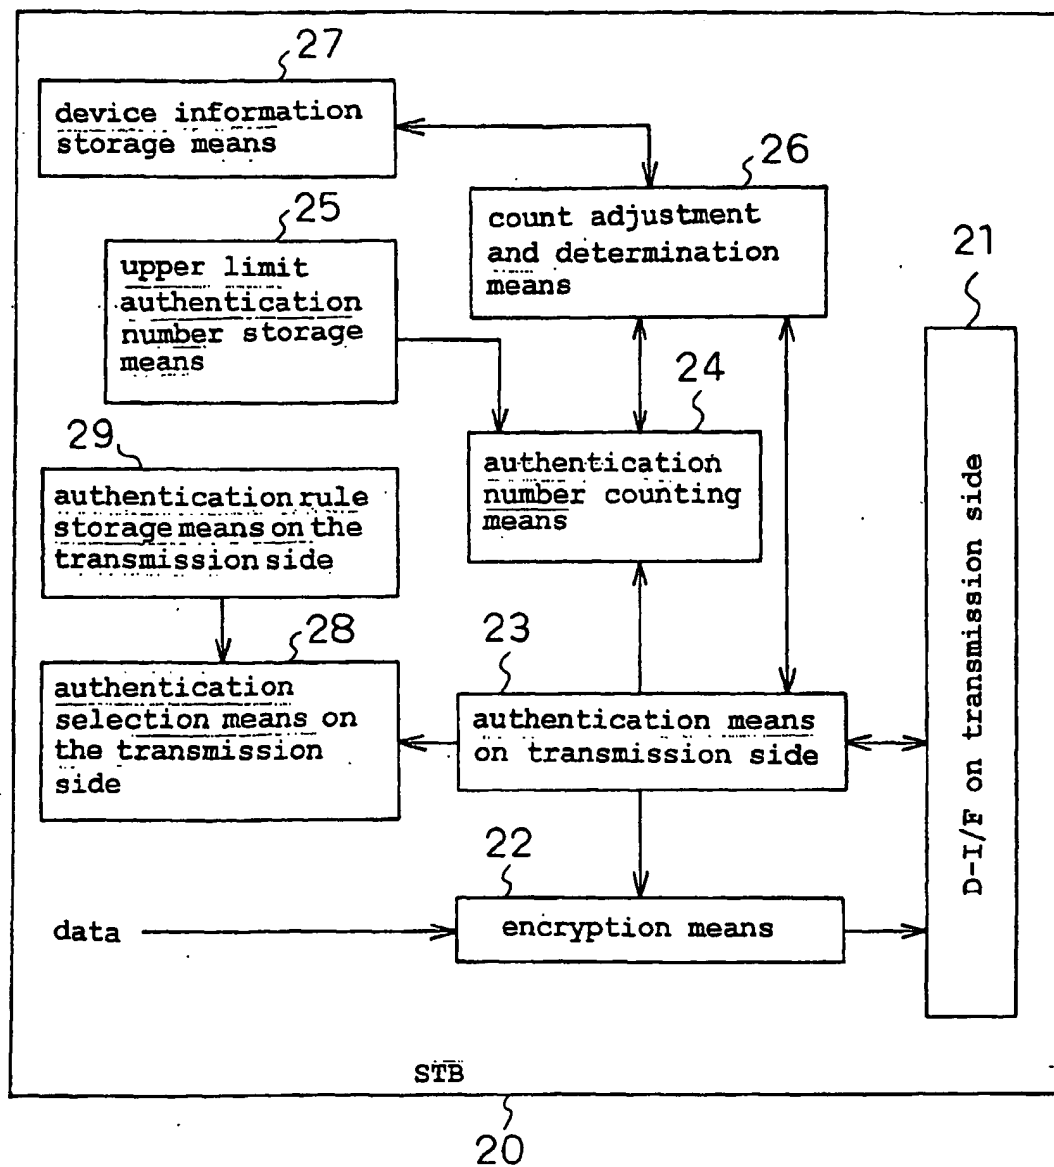 27
device information
storage means
26
count adjustment
and determination
means
25
upper limit
authentication
number storage
means
21
D-I/F on transmission side
24
authentication
number counting
means
29
authentication rule
storage means on the
transmission side
28
authentication
selection means on
the transmission
side
23
authentication means
on transmission side
22
encryption means
data
STB
20